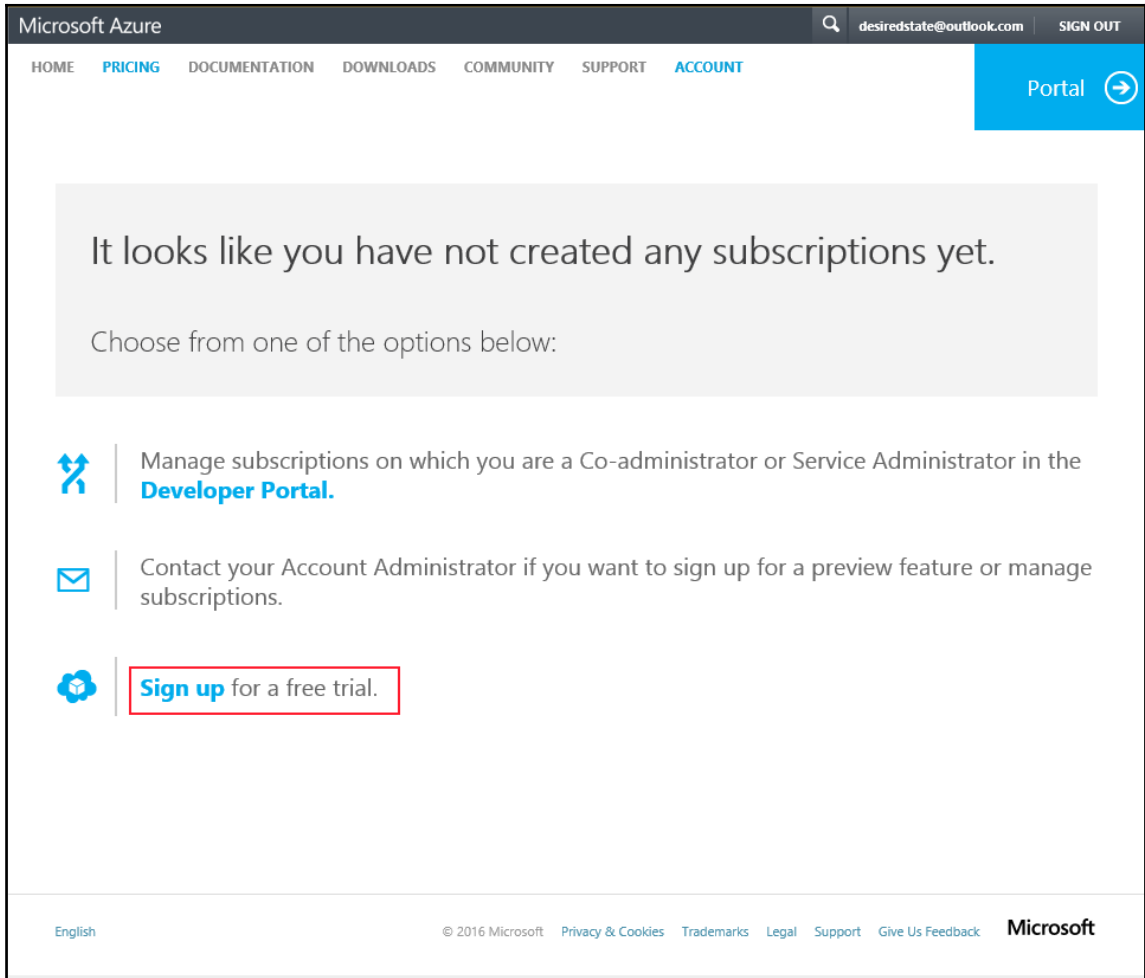 Microsoft Azure desiredstate@outlook.com SIGN OUT
HOME PRICING DOCUMENTATION DOWNLOADS COMMUNITY SUPPORT ACCOUNT
Portal
It looks like you have not created any subscriptions yet.
Choose from one of the options below:
Manage subscriptions on which you are a Co-administrator or Service Administrator in the
Developer Portal.
Contact your Account Administrator if you want to sign up for a preview feature or manage
subscriptions.
Sign up for a free trial.
English © 2016 Microsoft Privacy & Cookies Trademarks Legal Support Give Us Feedback Microsoft